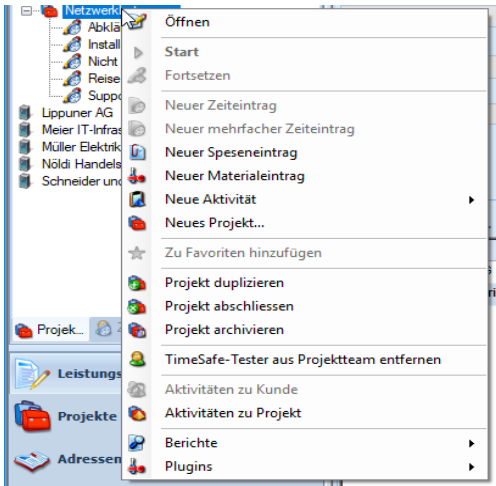 Netzwerk
Abklä
Install
Nicht
Reise
Suppo
Lippuner AG
Meier IT-Infras
Müller Elektrik
Nöldi Handels
Schneider und
Projek...
Leistungs
Projekte
Adressen
Öffnen
Start
Fortsetzen
Neuer Zeiteintrag
Neuer mehrfacher Zeiteintrag
Neuer Speseneintrag
Neuer Materialeintrag
Neue Aktivität
Neues Projekt...
Zu Favoriten hinzufügen
Projekt duplizieren
Projekt abschliessen
Projekt archivieren
TimeSafe-Tester aus Projektteam entfernen
Aktivitäten zu Kunde
Aktivitäten zu Projekt
Berichte
Plugins